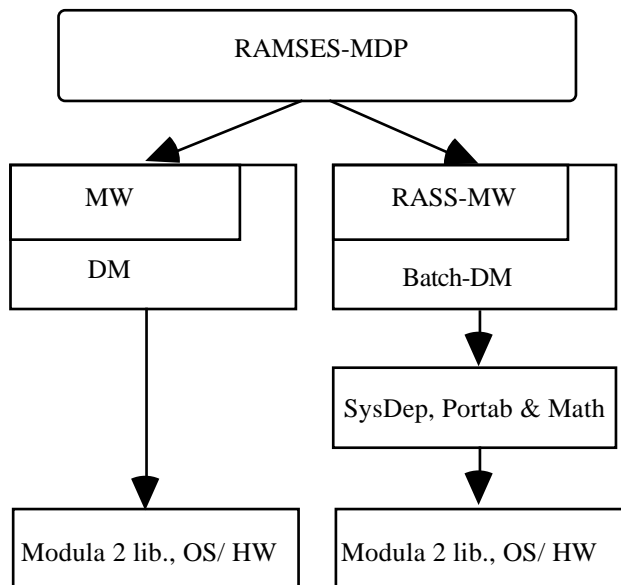 RAMSES-MDP
MW
RASS-MW
DM
Batch-DM
SysDep, Portab & Math
Modula 2 lib., OS/ HW
Modula 2 lib., OS/ HW